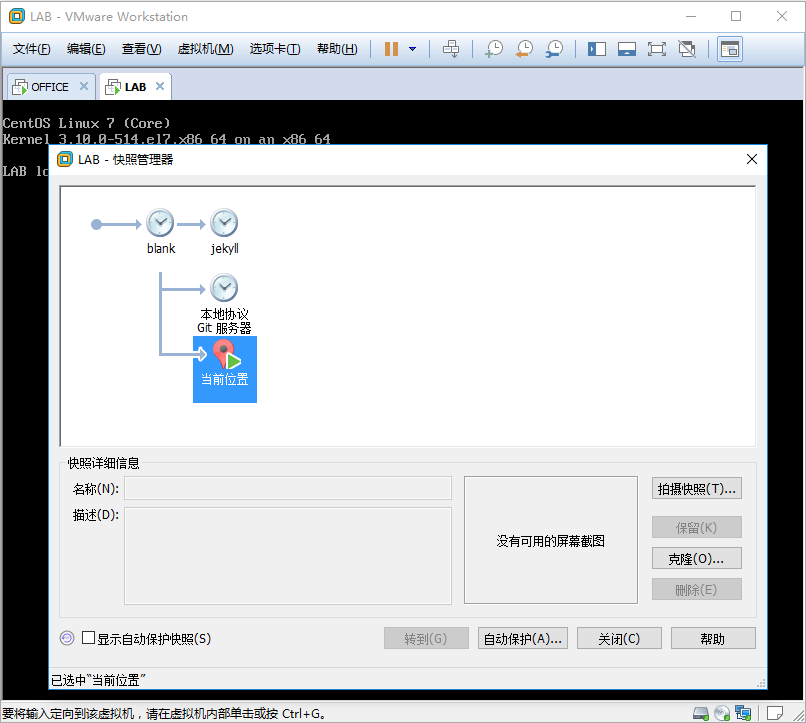 LAB - VMware Workstation
文件(F) 编辑(E) 查看(V) 虚拟机(M) 选项卡(T) 帮助(H)
OFFICE LAB
CentOS Linux 7 (Core)
Kernel 3.10.0-514.el7.x86_64 on an x86_64
LAB lo
LAB - 快照管理器
blank jekyll
本地协议
Git 服务器
当前位置
快照详细信息
名称(N):
描述(D):
没有可用的屏幕截图
拍摄快照(T)...
保留(K)
克隆(O)...
删除(E)
显示自动保护快照(S) 转到(G) 自动保护(A)... 关闭(C) 帮助
已选中"当前位置"
要将输入定向到该虚拟机，请在虚拟机内部单击或按 Ctrl+G。